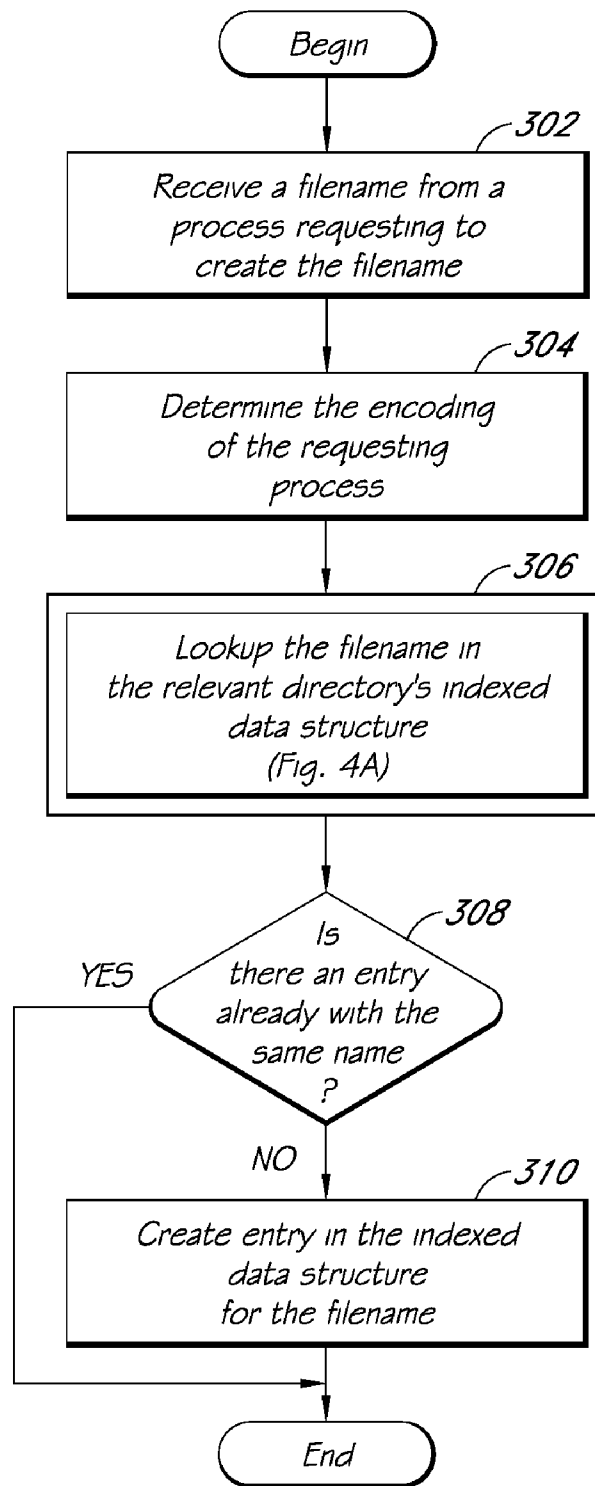 Begin
302
Receive a filename from a
process requesting to
create the filename
304
Determine the encoding
of the requesting
process
306
Lookup the filename in
the relevant directory's indexed
data structure
(Fig. 4A)
308
Is
there an entry
already with the
same name
?
YES
NO
310
Create entry in the indexed
data structure
for the filename
End